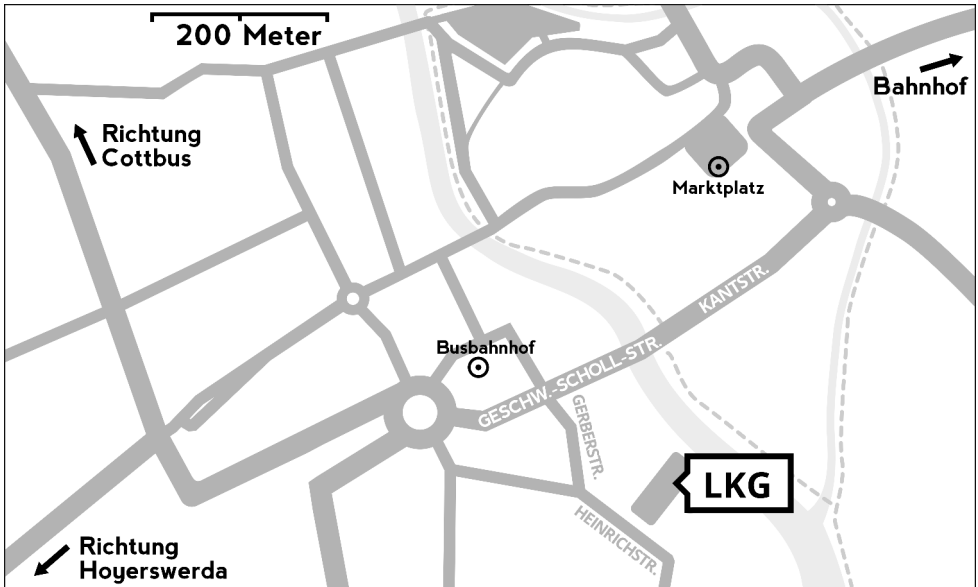 200 Meter
Bahnhof
Richtung
Cottbus
Marktplatz
KANTSTR.
Busbahnhof
GESCHW.-SCHOLL-STR.
GERBERSTR.
LKG
HEINRICHSTR.
Richtung
Hoyerswerda